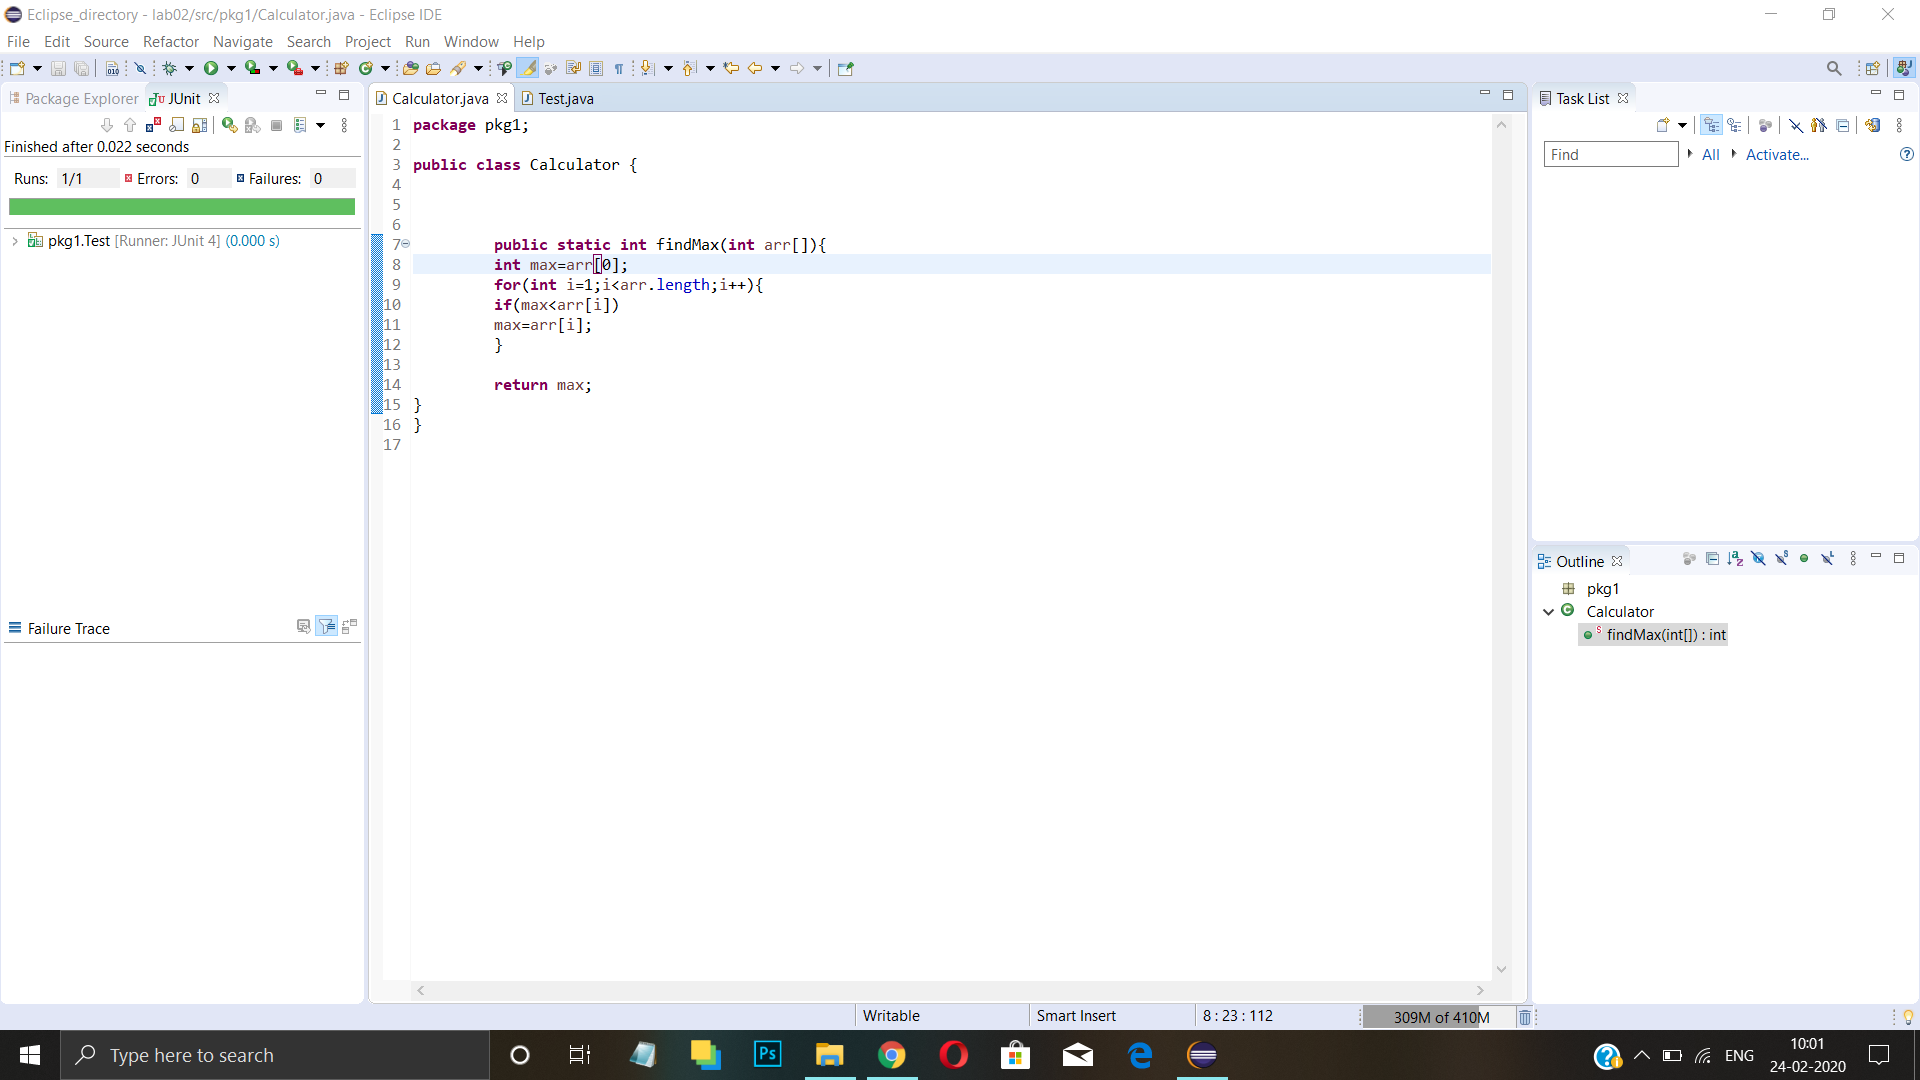 Eclipse_directory - lab02/src/pkg1/Calculator.java - Eclipse IDE
File Edit Source Refactor Navigate Search Project Run Window Help
Package Explorer JUnit
Finished after 0.022 seconds
Runs: 1/1 Errors: 0 Failures: 0
pkg1.Test [Runner: JUnit 4] (0.000 s)
Failure Trace
Calculator.java Test.java
1 package pkg1;
2
3 public class Calculator {
4
5
6
7 public static int findMax(int arr[]){
8 int max=arr[0];
9 for(int i=1;i<arr.length;i++){
10 if(max<arr[i])
11 max=arr[i];
12 }
13
14 return max;
15 }
16 }
17
Task List
Find All Activate...
Outline
pkg1
Calculator
findMax(int[]) : int
Writable Smart Insert 8 : 23 : 112 309M of 410M
Type here to search
Ps
ENG
10:01
24-02-2020